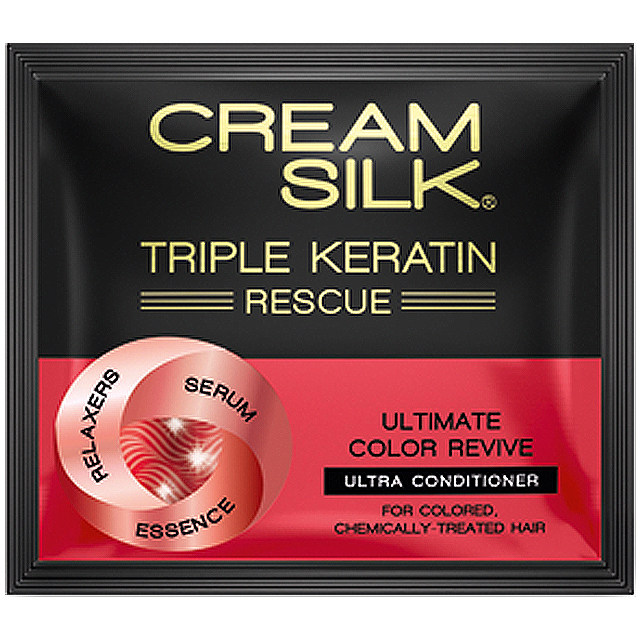 CREAM
SILK®
TRIPLE KERATIN
RESCUE
RELAXERS
SERUM
ESSENCE
ULTIMATE
COLOR REVIVE
ULTRA CONDITIONER
FOR COLORED,
CHEMICALLY-TREATED HAIR